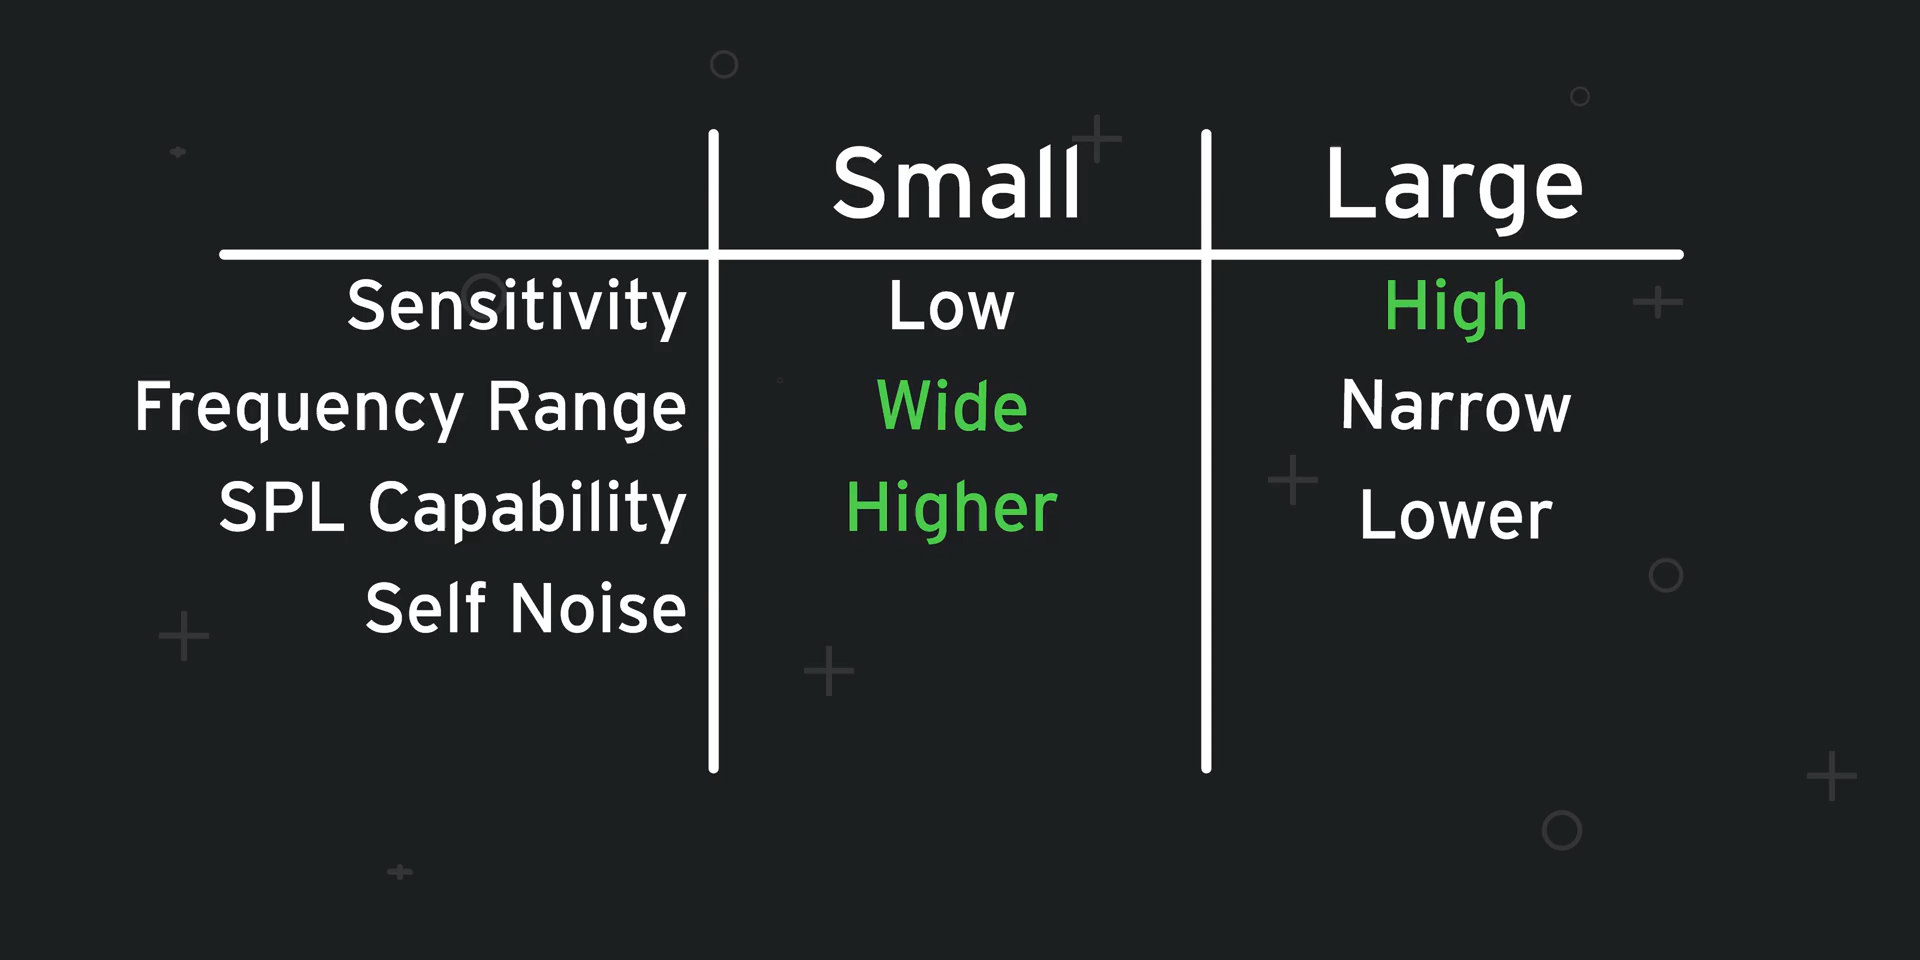 Small Large
Sensitivity Low High
Frequency Range Wide Narrow
SPL Capability Higher Lower
Self Noise